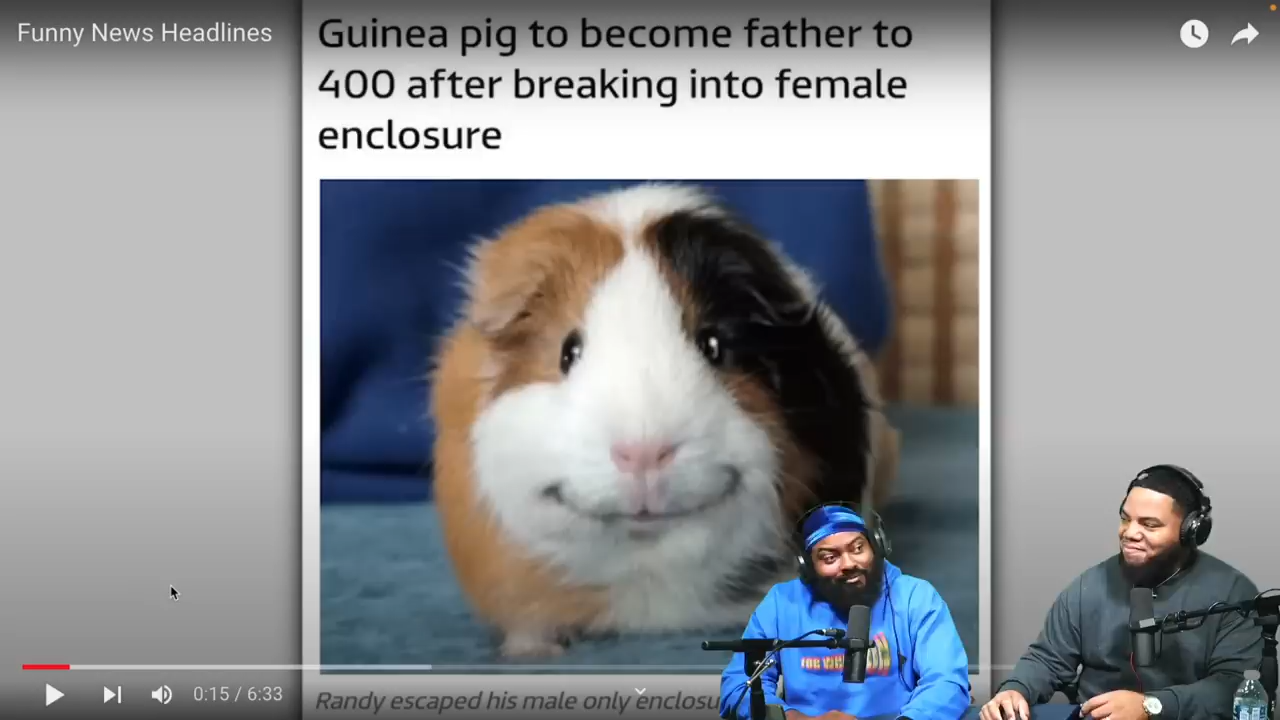 Funny News Headlines
Guinea pig to become father to
400 after breaking into female
enclosure
0:15 / 6:33
Randy escaped his male only